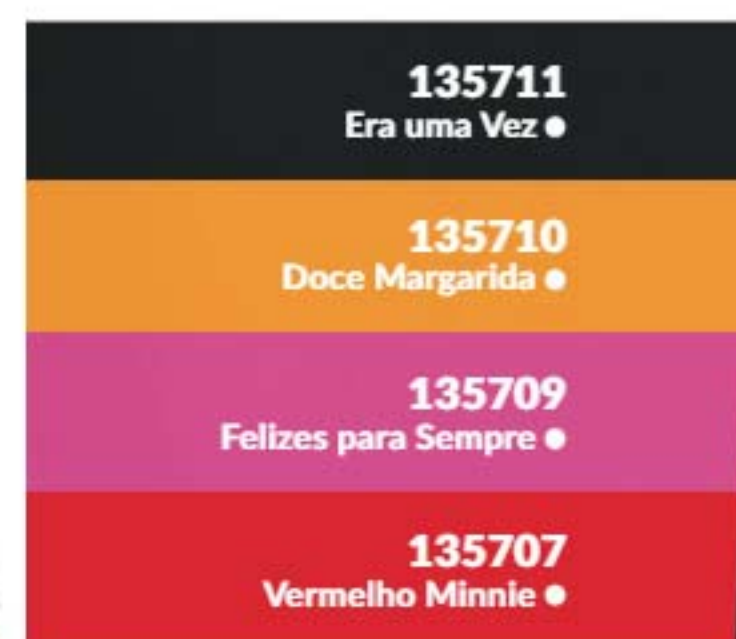 135711
Era uma Vez ●
135710
Doce Margarida ●
135709
Felizes para Sempre ●
135707
Vermelho Minnie ●